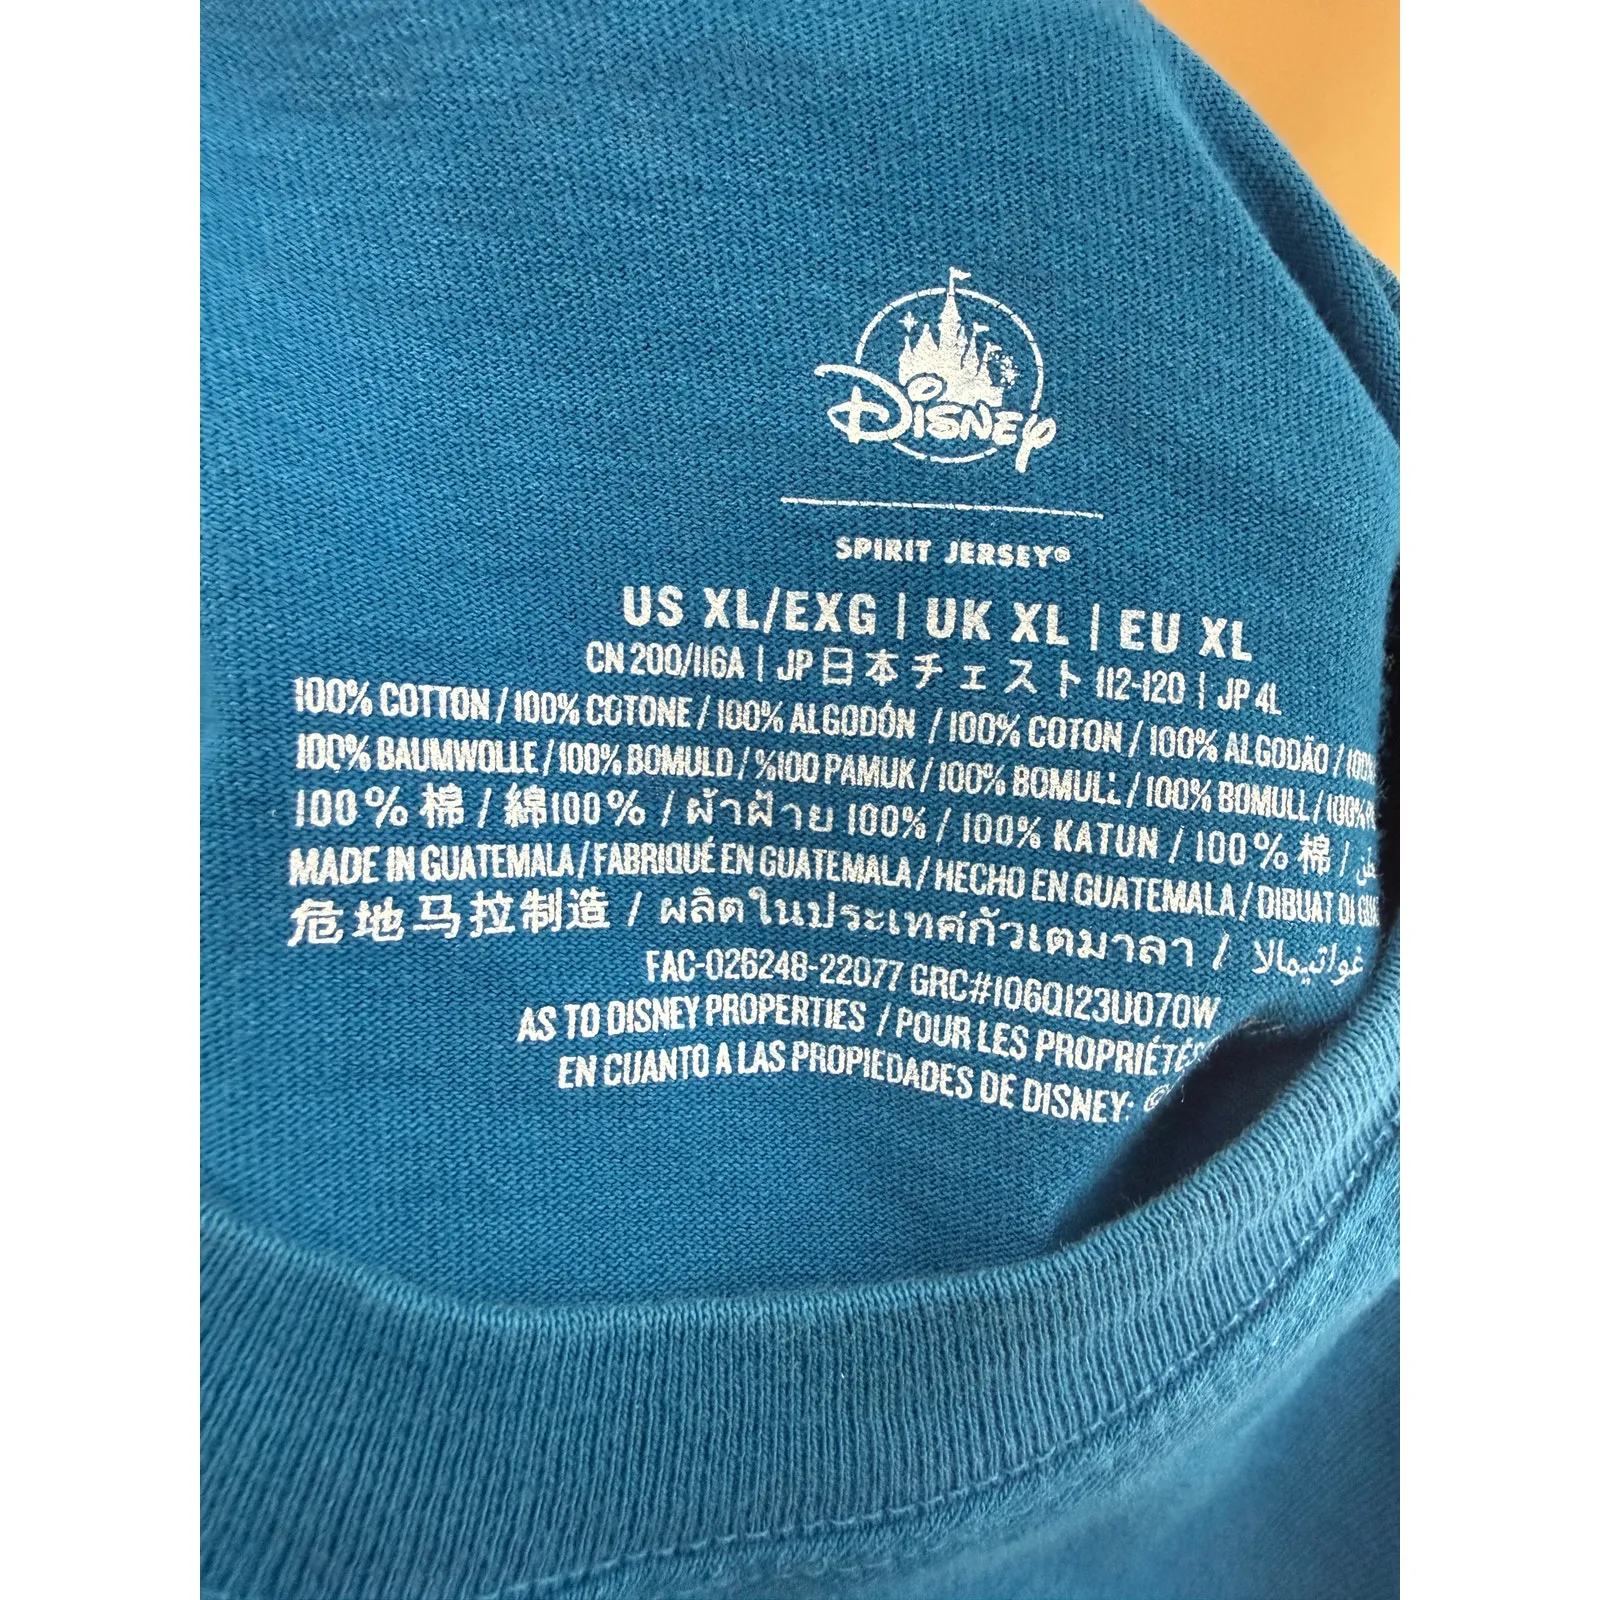 Disney
SPIRIT JERSEY®
US XL/EXG | UK XL | EU XL
CN 200/116A | JP日本チェスト 112-120 | JP 4L
100% COTTON / 100% COTONE / 100% ALGODÓN / 100% COTON / 100% ALGODÃO / 100%
100% BAUMWOLLE / 100% BOMULD / %100 PAMUK / 100% BOMULL / 100% BOMULL / 100%
100% 棉 / 綿100% / ผ้าฝ้าย 100% / 100% KATUN / 100% 棉 /
MADE IN GUATEMALA / FABRIQUÉ EN GUATEMALA / HECHO EN GUATEMALA / DIBUAT DI
危地马拉制造 / ผลิตในประเทศกัวเตมาลา / غواتيمالا
FAC-026248-22077 GRC#106Q123U070W
AS TO DISNEY PROPERTIES / POUR LES PROPRIÉTÉS
EN CUANTO A LAS PROPIEDADES DE DISNEY: ©